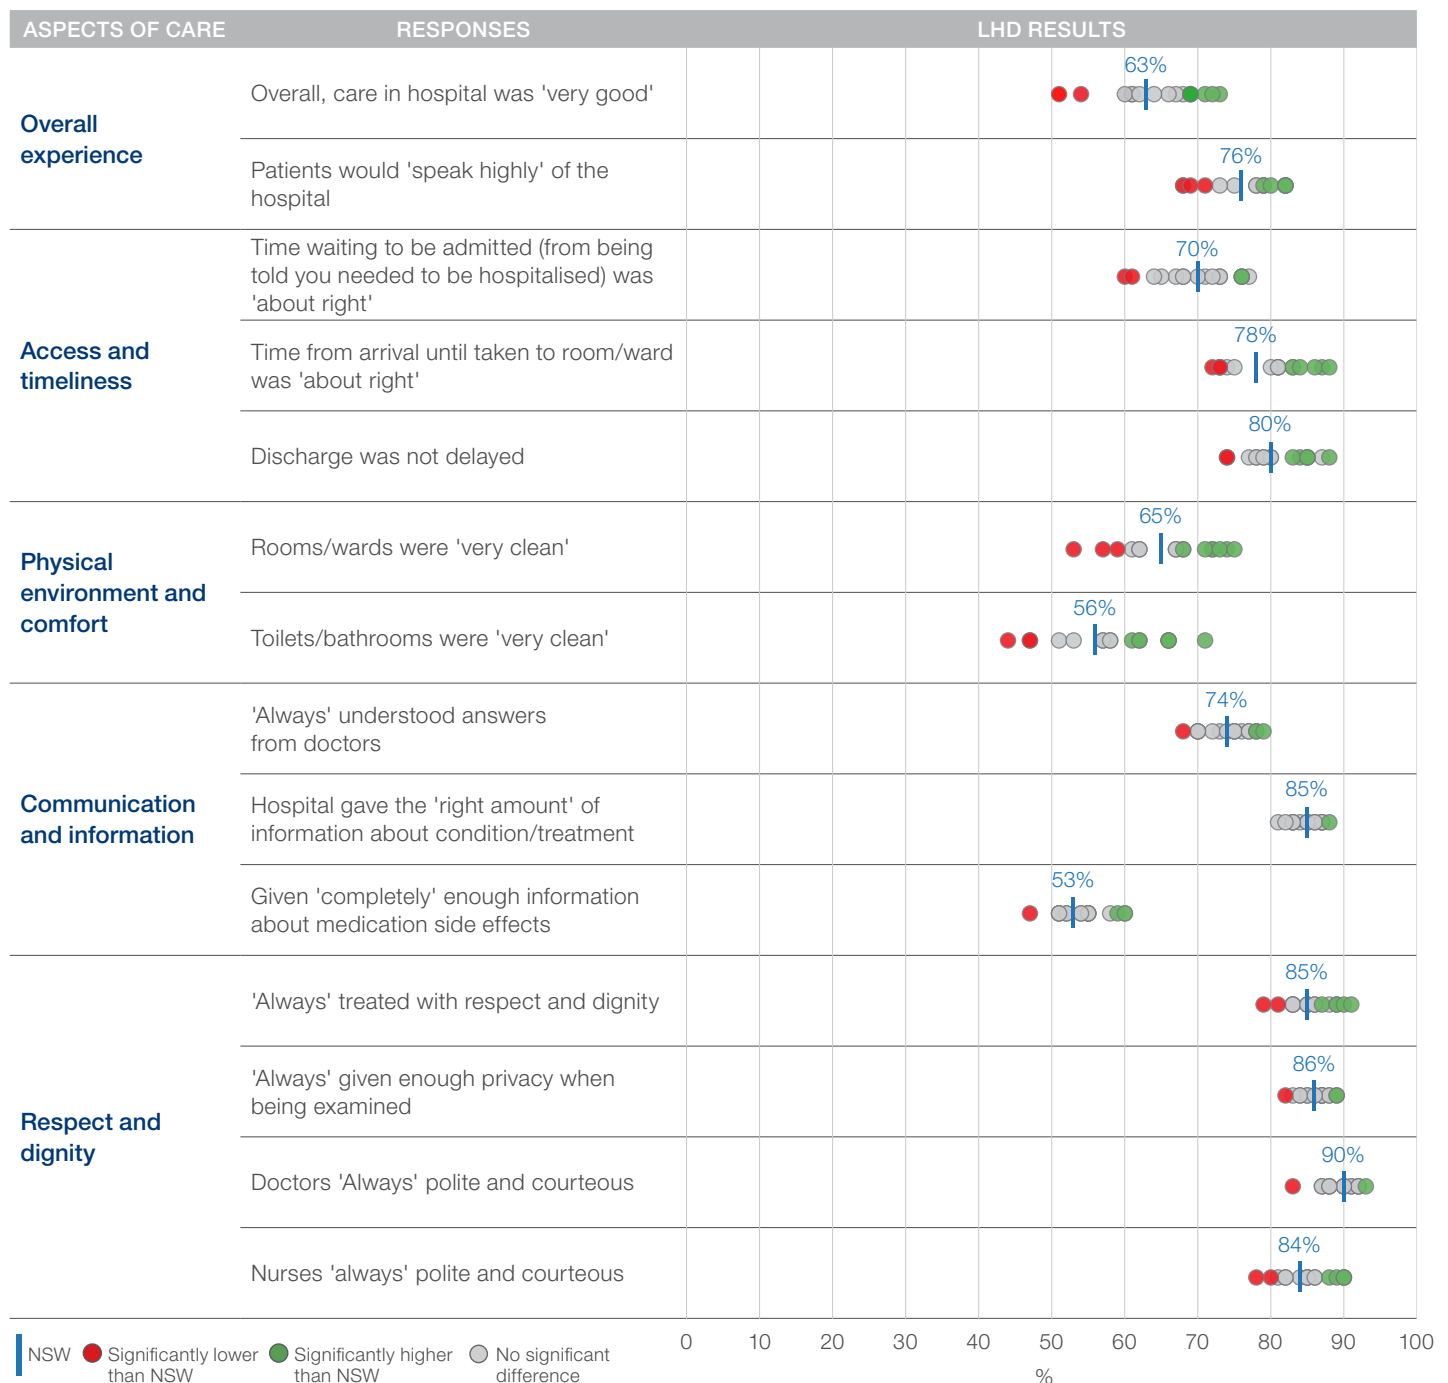 ASPECTS OF CARE RESPONSES LHD RESULTS
Overall
experience
Overall, care in hospital was 'very good'
63%
Patients would 'speak highly' of the
hospital
76%
Access and
timeliness
Time waiting to be admitted (from being
told you needed to be hospitalised) was
'about right'
70%
Time from arrival until taken to room/ward
was 'about right'
78%
Discharge was not delayed
80%
Physical
environment and
comfort
Rooms/wards were 'very clean'
65%
Toilets/bathrooms were 'very clean'
56%
Communication
and information
'Always' understood answers
from doctors
74%
Hospital gave the 'right amount' of
information about condition/treatment
85%
Given 'completely' enough information
about medication side effects
53%
Respect and
dignity
'Always' treated with respect and dignity
85%
'Always' given enough privacy when
being examined
86%
Doctors 'Always' polite and courteous
90%
Nurses 'always' polite and courteous
84%
0 10 20 30 40 50 60 70 80 90 100
%
NSW
Significantly lower
than NSW
Significantly higher
than NSW
No significant
difference